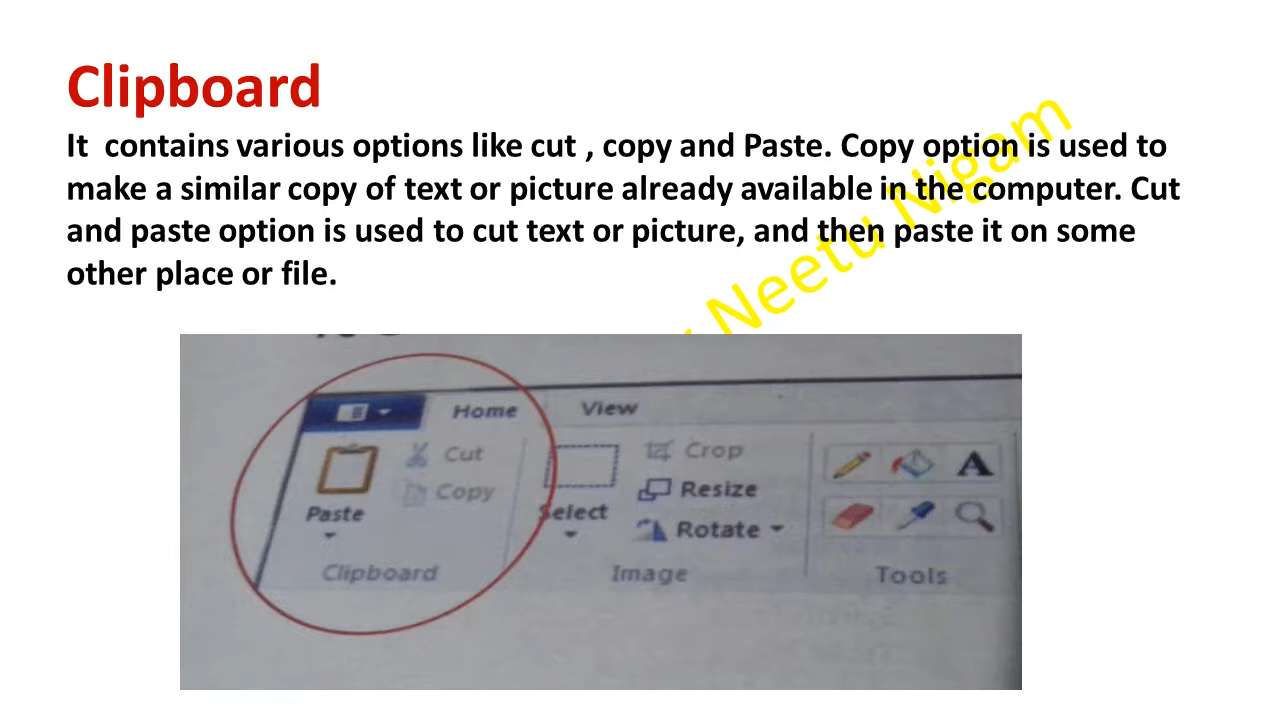 Clipboard
It contains various options like cut , copy and Paste. Copy option is used to
make a similar copy of text or picture already available in the computer. Cut
and paste option is used to cut text or picture, and then paste it on some
other place or file.
Neetu Nigam
Home View
Cut
Copy
Paste
Clipboard
Select
Crop
Resize
Rotate
Image
A
Tools